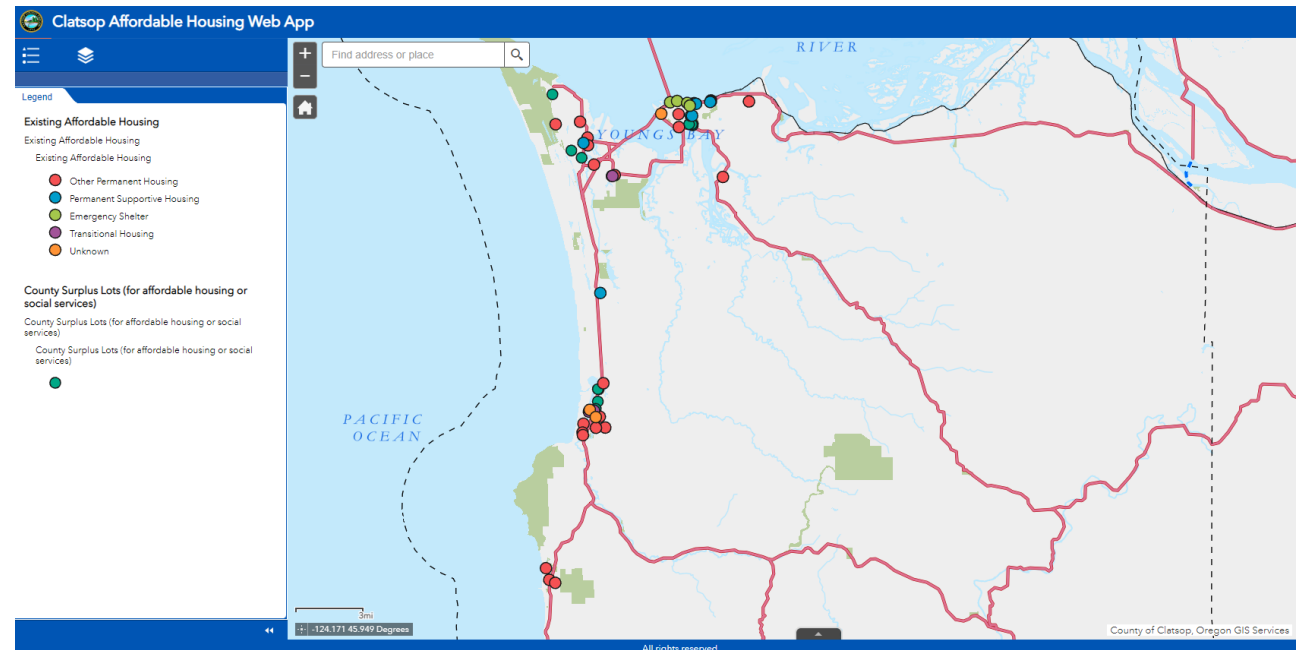 Clatsop Affordable Housing Web App
Find address or place
RIVER
Legend
Existing Affordable Housing
Existing Affordable Housing
Existing Affordable Housing
Other Permanent Housing
Permanent Supportive Housing
Emergency Shelter
Transitional Housing
Unknown
County Surplus Lots (for affordable housing or
social services)
County Surplus Lots (for affordable housing or social
services)
County Surplus Lots (for affordable housing or social
services)
YOUNGS BAY
PACIFIC
OCEAN
3mi
-124.171 45.949 Degrees
County of Clatsop, Oregon GIS Services
All rights reserved